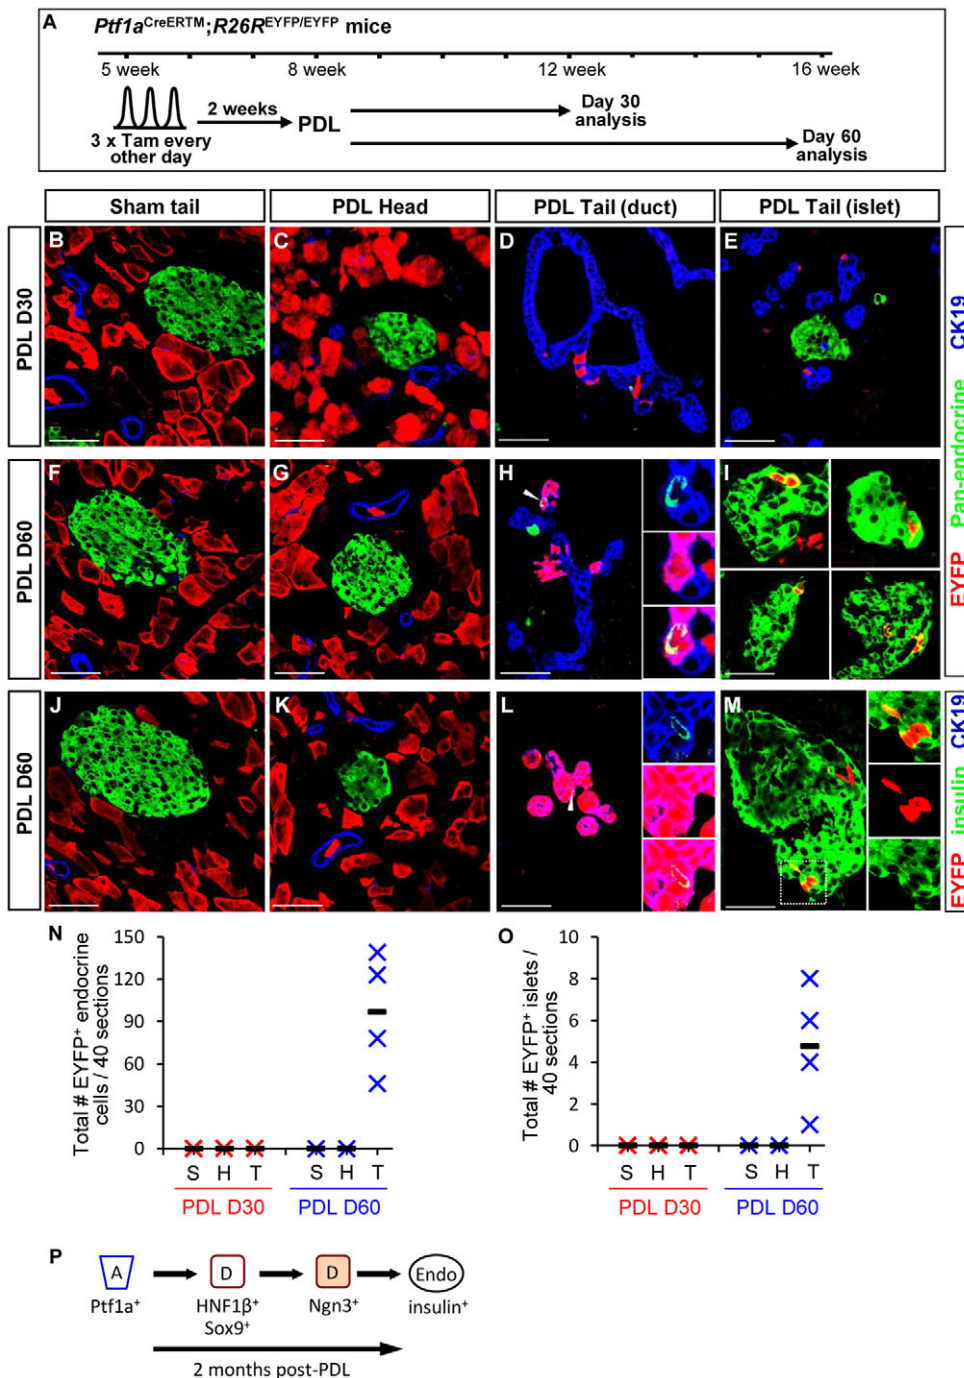 A
Ptf1aCreERTM;R26REYFP/EYFP mice
5 week 8 week 12 week 16 week
2 weeks
PDL
3 x Tam every
other day
Day 30
analysis
Day 60
analysis
Sham tail PDL Head PDL Tail (duct) PDL Tail (islet)
PDL D30
B C D E
PDL D60
F G H I
EYFP Pan-endocrine CK19
PDL D60
J K L M
EYFP insulin CK19
N
Total # EYFP+ endocrine
cells / 40 sections
150
120
90
60
30
0
S H T S H T
PDL D30 PDL D60
O
Total # EYFP+ islets /
40 sections
10
8
6
4
2
0
S H T S H T
PDL D30 PDL D60
P
A D D Endo
Ptf1a+ HNF1β+ Ngn3+ insulin+
Sox9+
2 months post-PDL